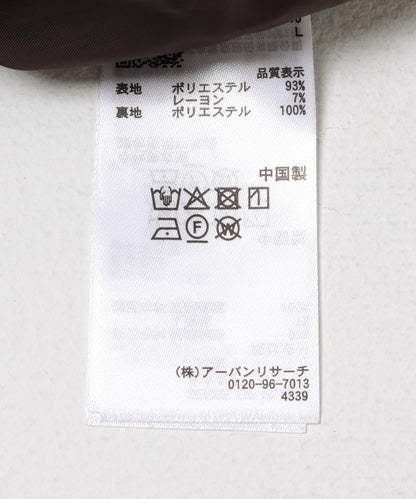 L
品質表示
表地 ポリエステル 93%
レーヨン 7%
裏地 ポリエステル 100%
中国製
F
W
(株)アーバンリサーチ
0120-96-7013
4339